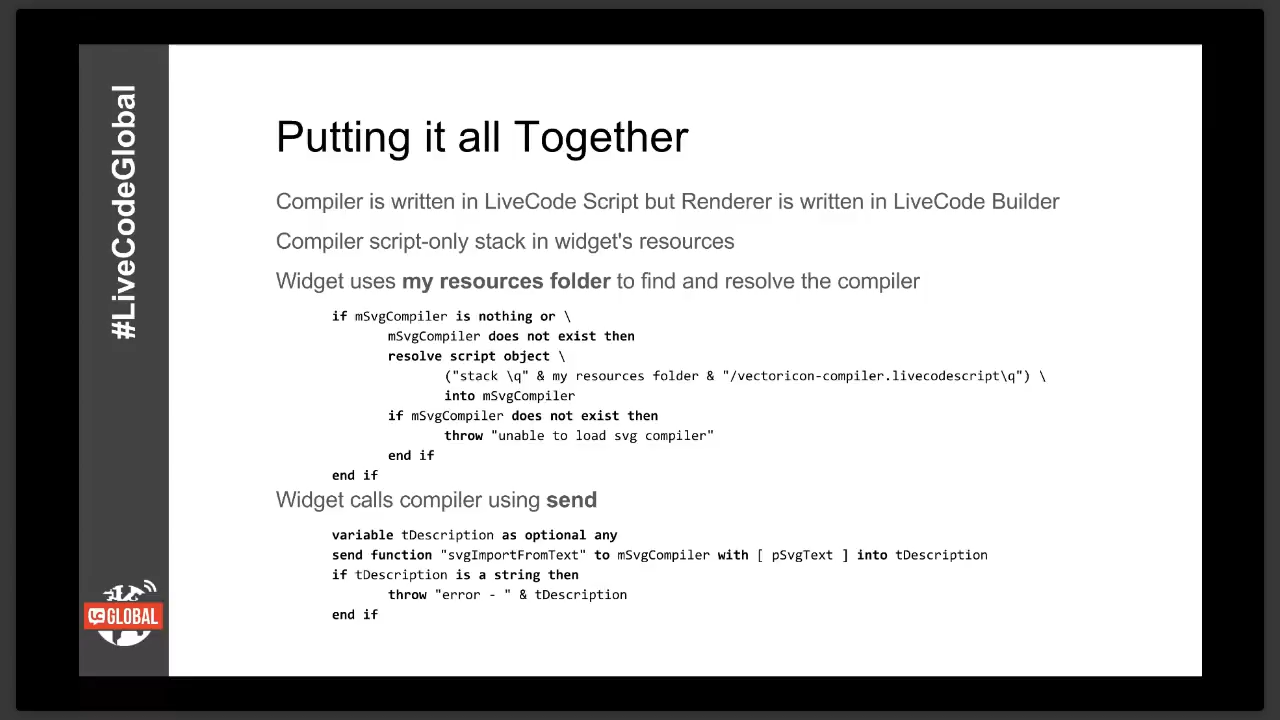 #LiveCodeGlobal
Putting it all Together
Compiler is written in LiveCode Script but Renderer is written in LiveCode Builder
Compiler script-only stack in widget's resources
Widget uses my resources folder to find and resolve the compiler
if mSvgCompiler is nothing or \
mSvgCompiler does not exist then
resolve script object \
("stack \q" & my resources folder & "/vectoricon-compiler.livecodescript\q") \
into mSvgCompiler
if mSvgCompiler does not exist then
throw "unable to load svg compiler"
end if
end if
Widget calls compiler using send
variable tDescription as optional any
send function "svgImportFromText" to mSvgCompiler with [ pSvgText ] into tDescription
if tDescription is a string then
throw "error - " & tDescription
end if
GLOBAL